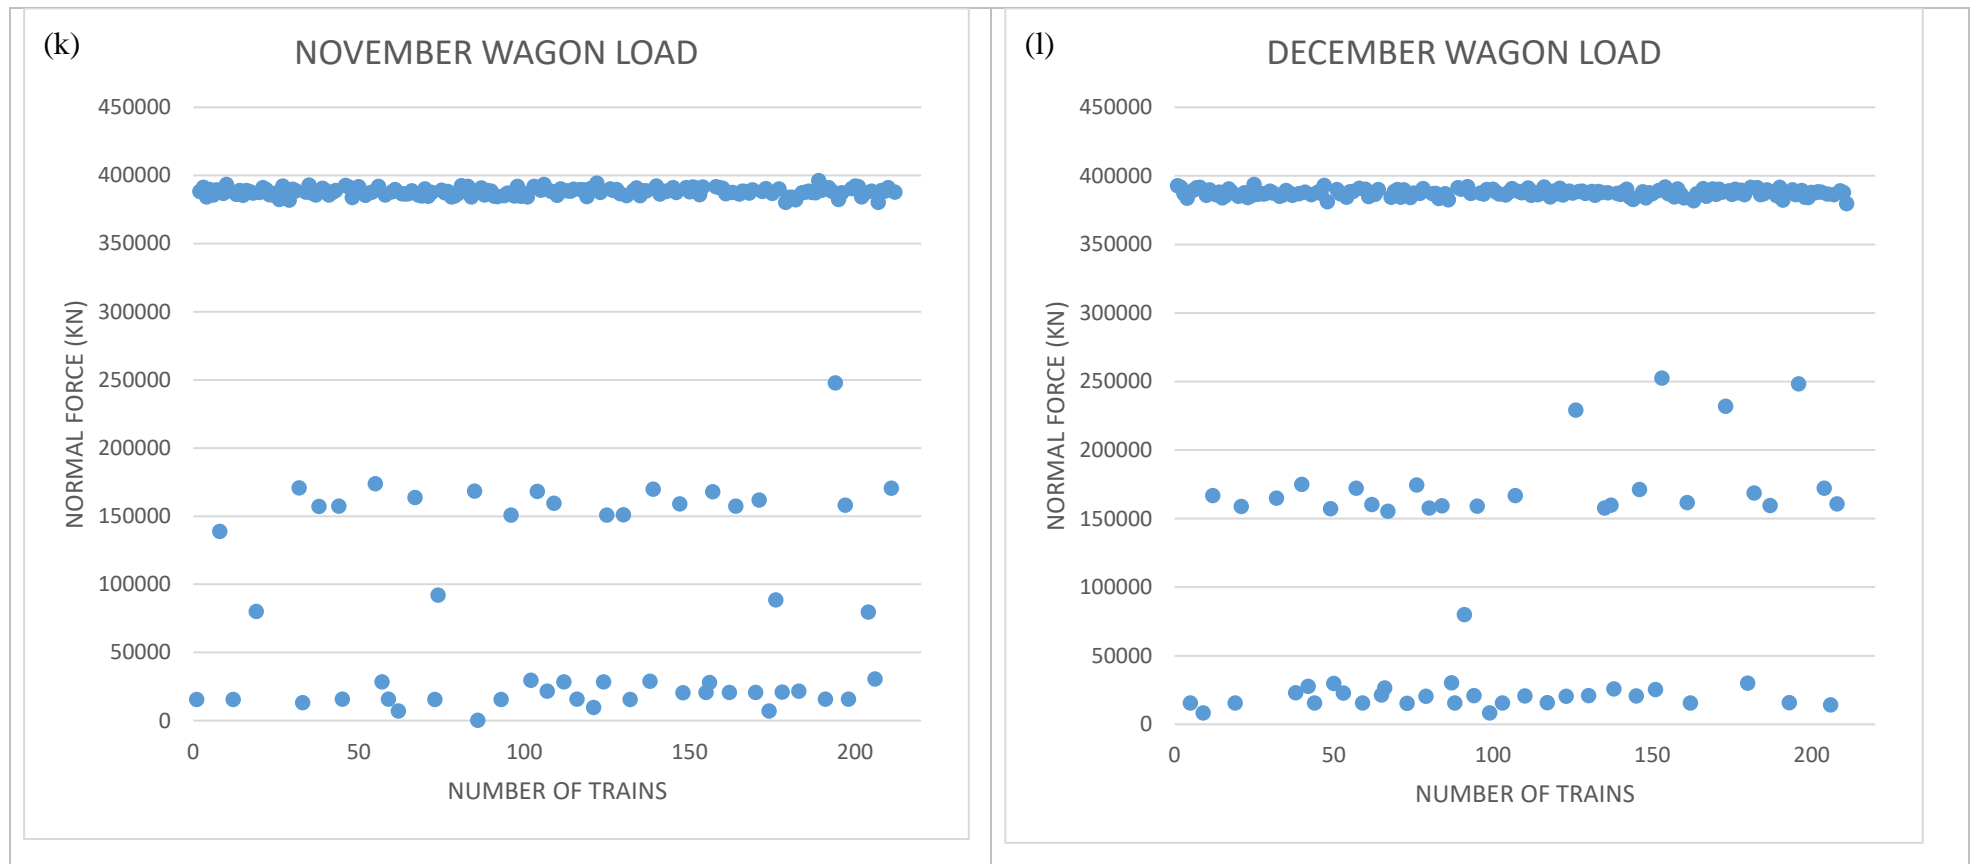 (k)
NOVEMBER WAGON LOAD
450000
400000
350000
300000
250000
200000
150000
100000
50000
0
NORMAL FORCE (KN)
0 50 100 150 200
NUMBER OF TRAINS
(l)
DECEMBER WAGON LOAD
450000
400000
350000
300000
250000
200000
150000
100000
50000
0
NORMAL FORCE (KN)
0 50 100 150 200
NUMBER OF TRAINS